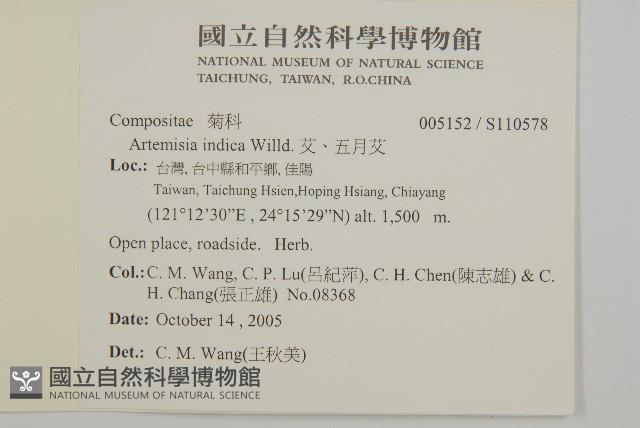 國立自然科學博物館
NATIONAL MUSEUM OF NATURAL SCIENCE
TAICHUNG, TAIWAN, R.O.CHINA
Compositae 菊科 005152 / S110578
Artemisia indica Willd. 艾、五月艾
Loc.: 台灣, 台中縣和平鄉, 佳陽
Taiwan, Taichung Hsien,Hoping Hsiang, Chiayang
(121°12'30”E , 24°15'29”N) alt. 1,500 m.
Open place, roadside. Herb.
Col.: C. M. Wang, C. P. Lu(呂紀萍), C. H. Chen(陳志雄) & C.
H. Chang(張正雄) No.08368
Date: October 14 , 2005
Det.: C. M. Wang(王秋美)
國立自然科學博物館
NATIONAL MUSEUM OF NATURAL SCIENCE